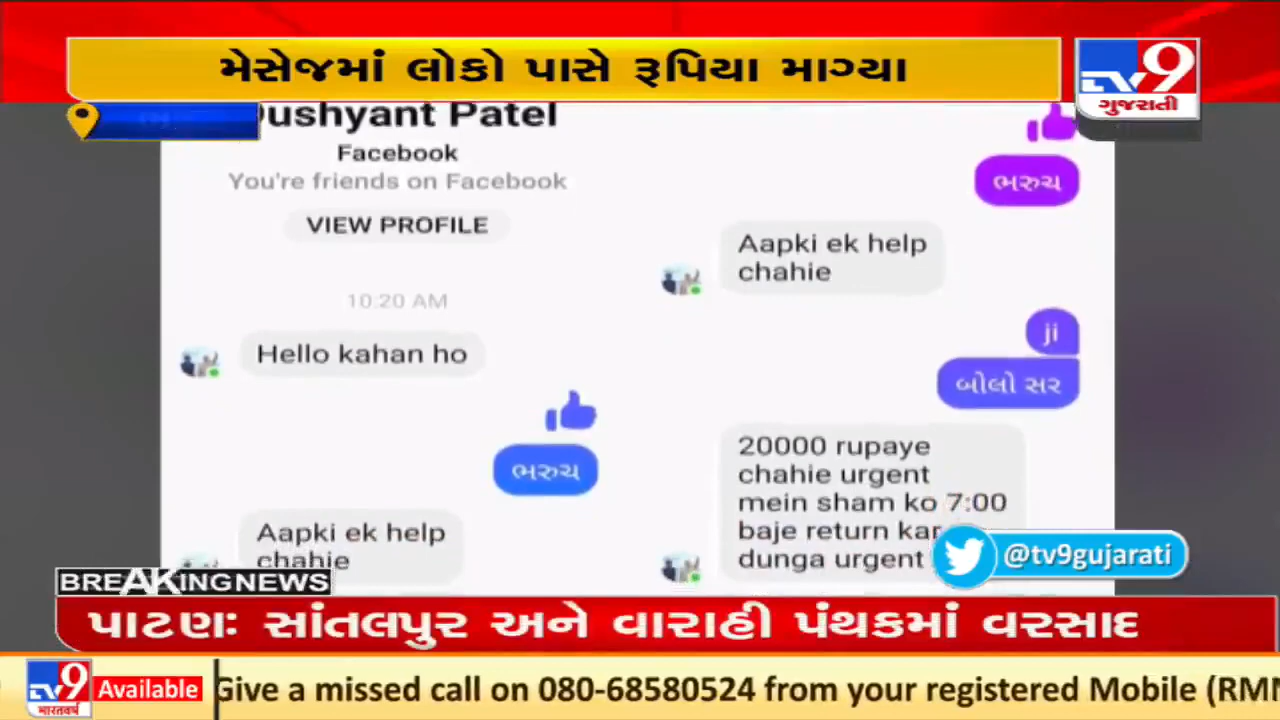 મેસેજમાં લોકો પાસે રૂપિયા માગ્યા
TV9
ગુજરાતી
Dushyant Patel
Facebook
You're friends on Facebook
VIEW PROFILE
10:20 AM
Hello kahan ho
ભરુચ
Aapki ek help
chahie
ભરુચ
Aapki ek help
chahie
ji
બોલો સર
20000 rupaye
chahie urgent
mein sham ko 7:00
baje return kar
dunga urgent
@tv9gujarati
BREAKING NEWS
પાટણઃ સાંતલપુર અને વારાહી પંથકમાં વરસાદ
TV9
भारतवर्ष
Available
Give a missed call on 080-68580524 from your registered Mobile (RMN